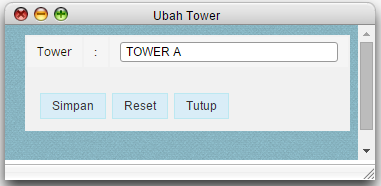 Ubah Tower
Tower : TOWER A
Simpan Reset Tutup